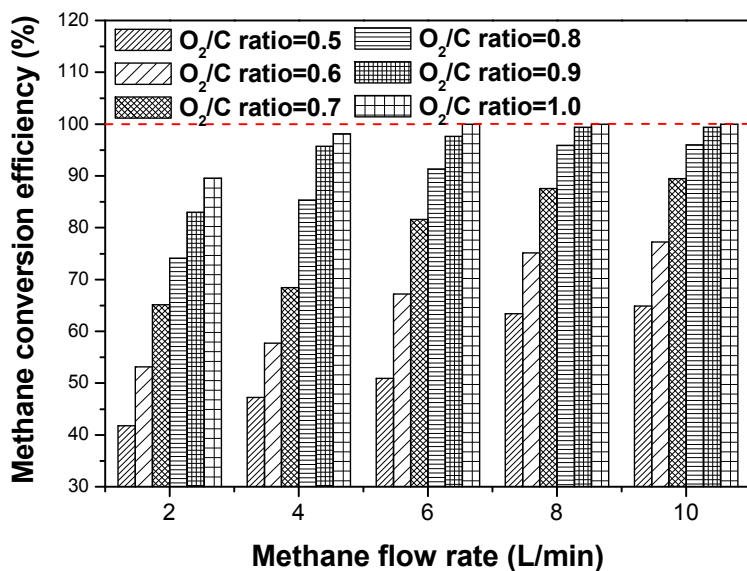 Methane conversion efficiency (%)
120
110
100
90
80
70
60
50
40
30
O₂/C ratio=0.5
O₂/C ratio=0.8
O₂/C ratio=0.6
O₂/C ratio=0.9
O₂/C ratio=0.7
O₂/C ratio=1.0
2
4
6
8
10
Methane flow rate (L/min)